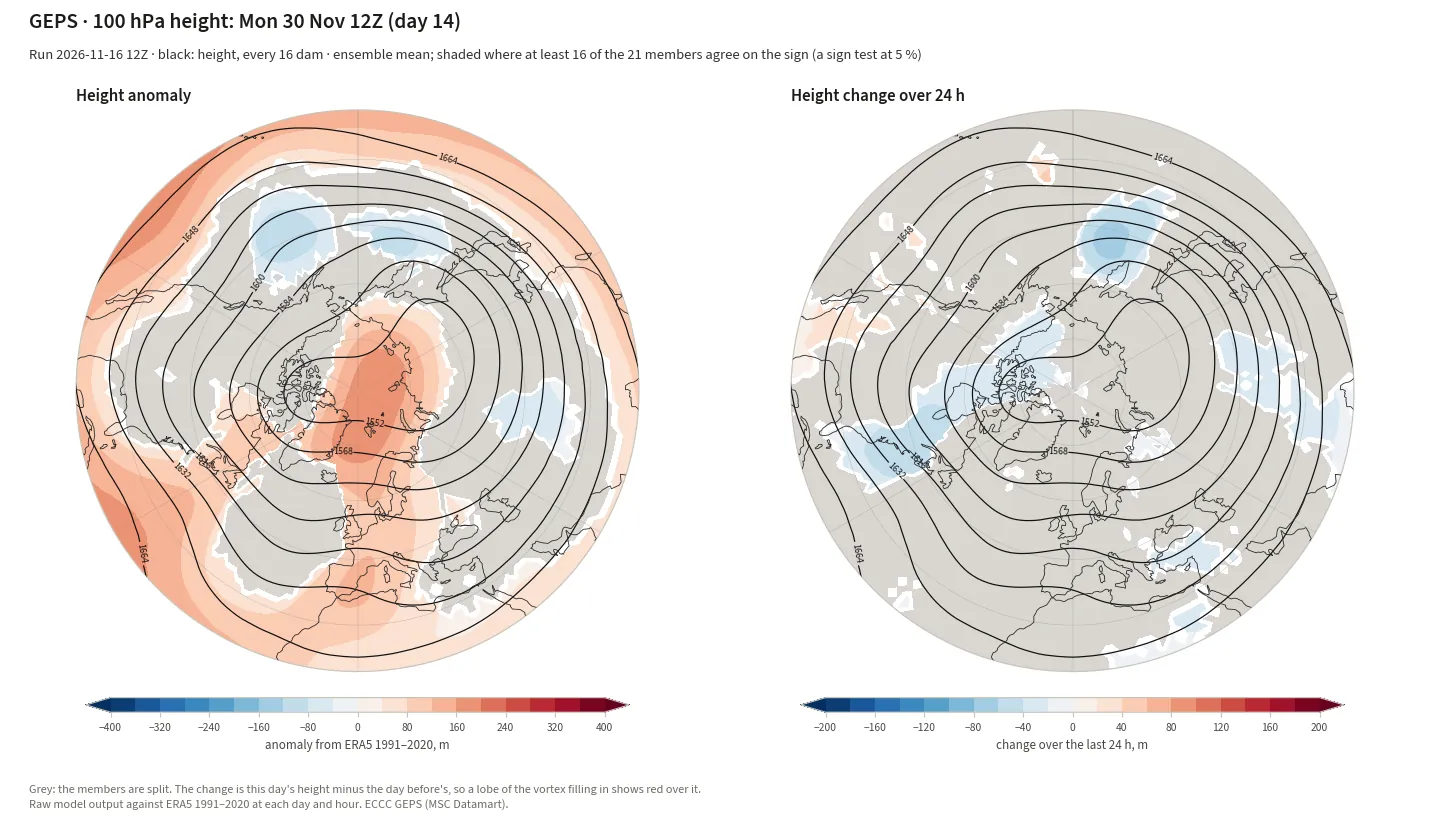 GEPS · 100 hPa height: Mon 30 Nov 12Z (day 14)
Run 2026-11-16 12Z · black: height, every 16 dam · ensemble mean; shaded where at least 16 of the 21 members agree on the sign (a sign test at 5 %)
Height anomaly
Height change over 24 h
1664
1648
1600
1584
1552
1568
1632
1664
1664
1648
1600
1584
1552
1568
1632
1664
−400 −320 −240 −160 −80 0 80 160 240 320 400
anomaly from ERA5 1991–2020, m
−200 −160 −120 −80 −40 0 40 80 120 160 200
change over the last 24 h, m
Grey: the members are split. The change is this day's height minus the day before's, so a lobe of the vortex filling in shows red over it.
Raw model output against ERA5 1991–2020 at each day and hour. ECCC GEPS (MSC Datamart).